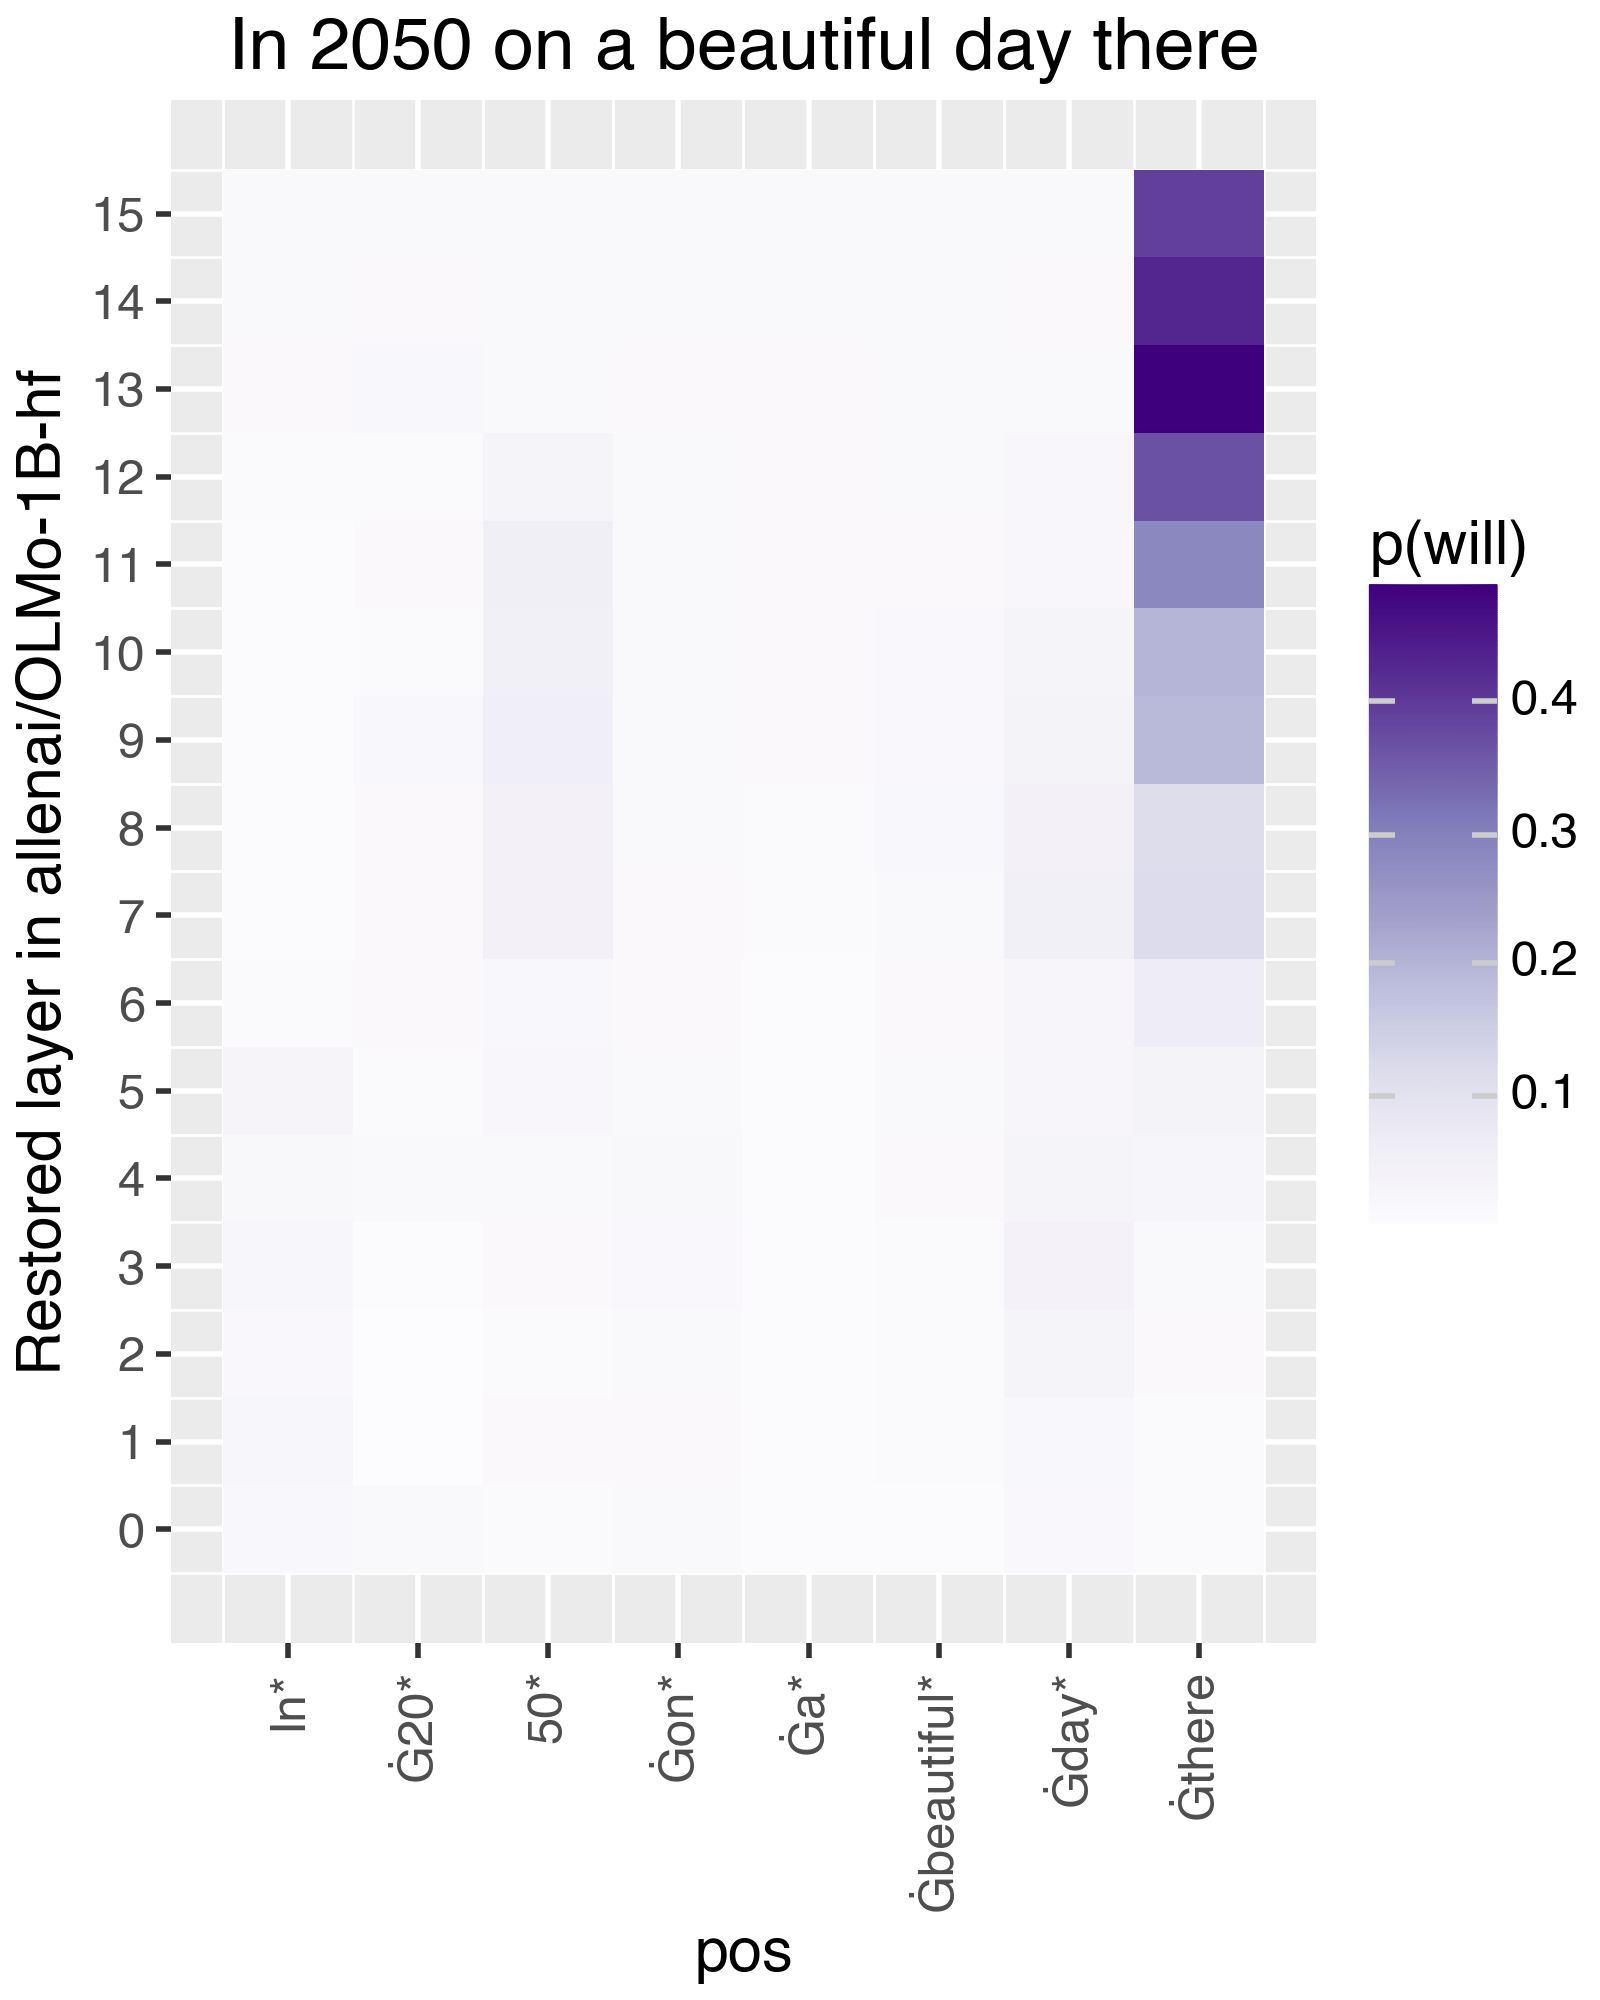 In 2050 on a beautiful day there
Restored layer in allenai/OLMo-1B-hf
15
14
13
12
11
10
9
8
7
6
5
4
3
2
1
0
In*
Ġ20*
50*
Ġon*
Ġa*
Ġbeautiful*
Ġday*
Ġthere
pos
p(will)
0.4
0.3
0.2
0.1